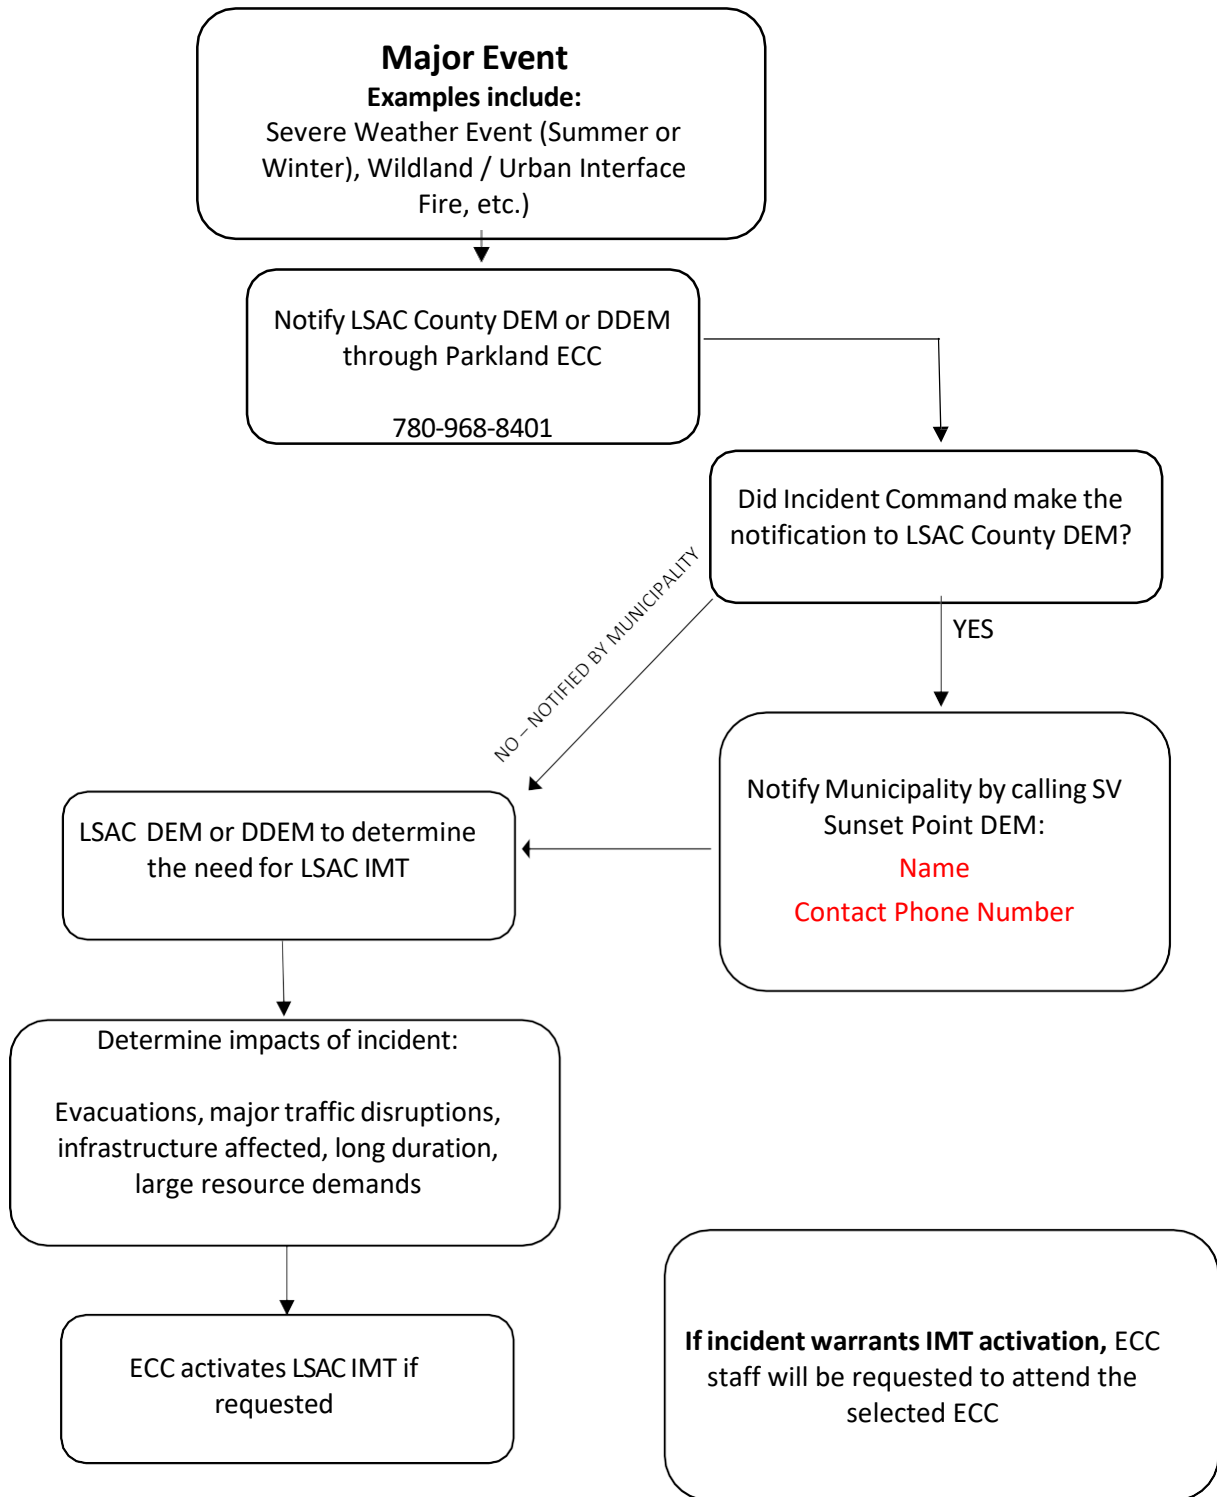 Major Event
Examples include:
Severe Weather Event (Summer or
Winter), Wildland / Urban Interface
Fire, etc.)
Notify LSAC County DEM or DDEM
through Parkland ECC
780-968-8401
Did Incident Command make the
notification to LSAC County DEM?
NO – NOTIFIED BY MUNICIPALITY
YES
Notify Municipality by calling SV
Sunset Point DEM:
Name
Contact Phone Number
LSAC DEM or DDEM to determine
the need for LSAC IMT
Determine impacts of incident:
Evacuations, major traffic disruptions,
infrastructure affected, long duration,
large resource demands
ECC activates LSAC IMT if
requested
If incident warrants IMT activation, ECC
staff will be requested to attend the
selected ECC